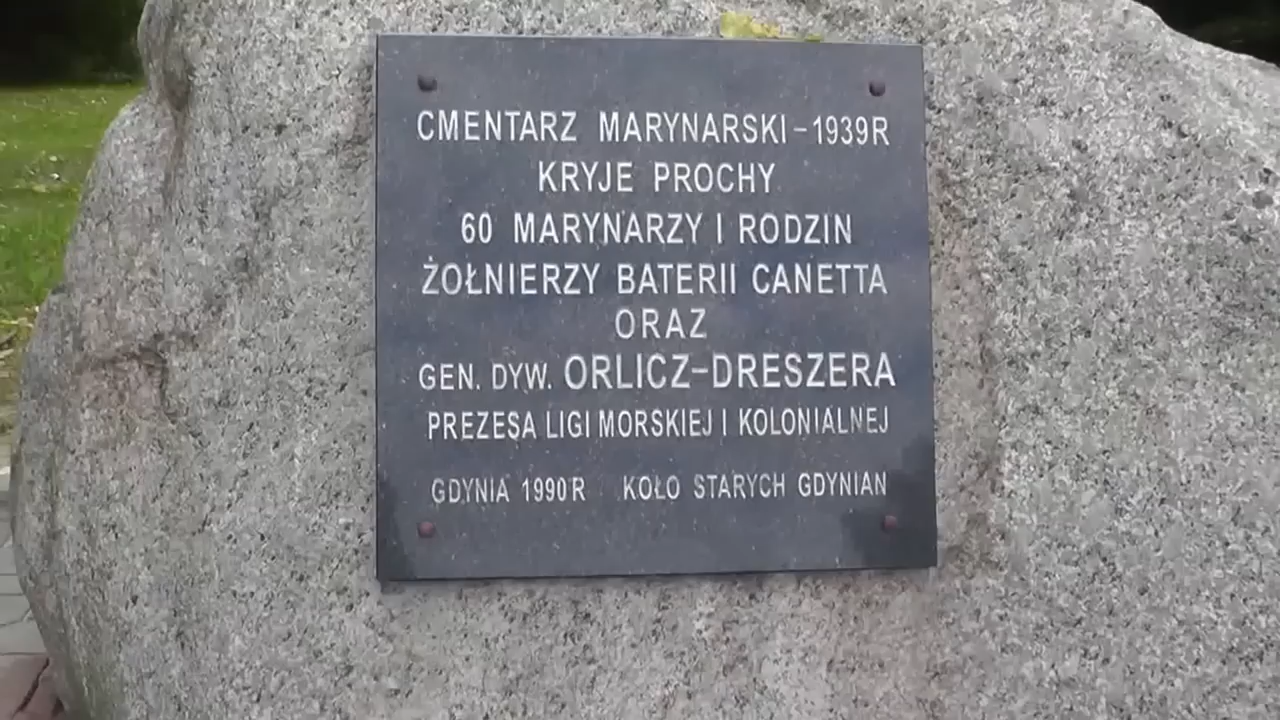 CMENTARZ MARYNARSKI - 1939R
KRYJE PROCHY
60 MARYNARZY I RODZIN
ŻOŁNIERZY BATERII CANETTA
ORAZ
GEN. DYW. ORLICZ-DRESZERA
PREZESA LIGI MORSKIEJ I KOLONIALNEJ
GDYNIA 1990R KOŁO STARYCH GDYNIAN